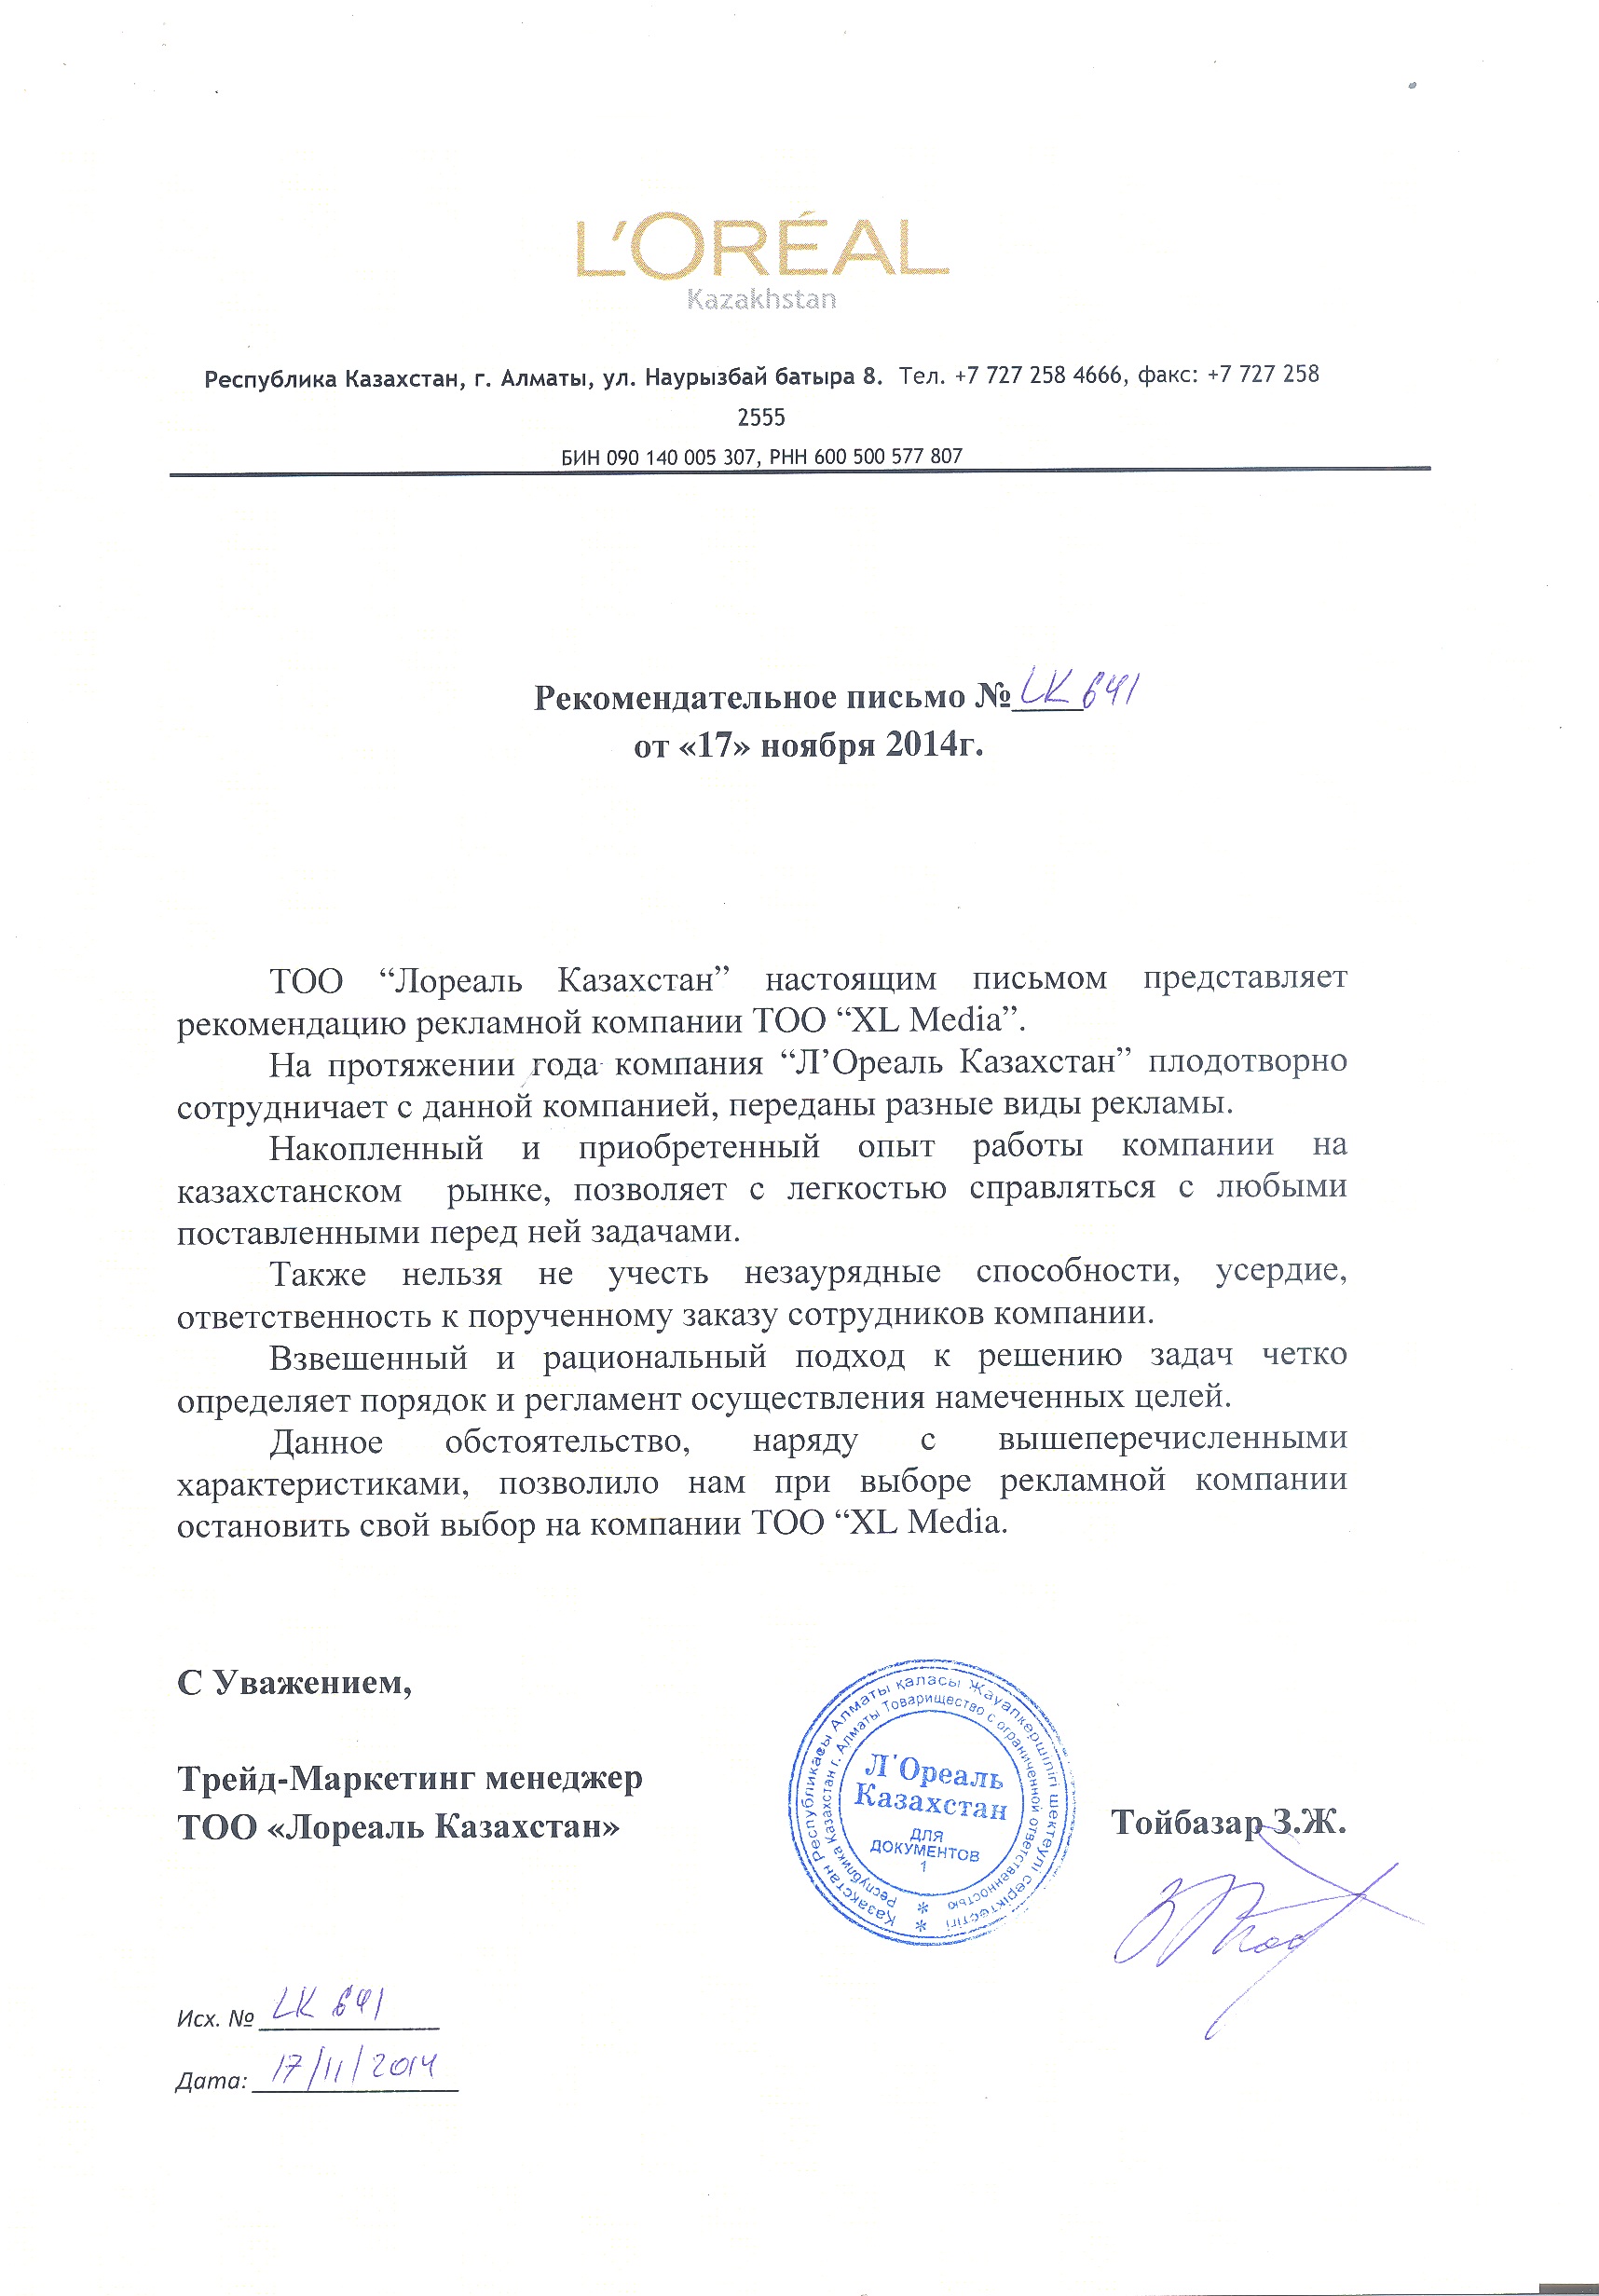 L'ORÉAL
Kazakhstan
Республика Казахстан, г. Алматы, ул. Наурызбай батыра 8. Тел. +7 727 258 4666, факс: +7 727 258
2555
БИН 090 140 005 307, РНН 600 500 577 807
Рекомендательное письмо № LK 641
от «17» ноября 2014г.
ТОО “Лореаль Казахстан” настоящим письмом представляет
рекомендацию рекламной компании ТОО “XL Media”.
На протяжении года компания “Л’Ореаль Казахстан” плодотворно
сотрудничает с данной компанией, переданы разные виды рекламы.
Накопленный и приобретенный опыт работы компании на
казахстанском рынке, позволяет с легкостью справляться с любыми
поставленными перед ней задачами.
Также нельзя не учесть незаурядные способности, усердие,
ответственность к порученному заказу сотрудников компании.
Взвешенный и рациональный подход к решению задач четко
определяет порядок и регламент осуществления намеченных целей.
Данное обстоятельство, наряду с вышеперечисленными
характеристиками, позволило нам при выборе рекламной компании
остановить свой выбор на компании ТОО “XL Media.
С Уважением,
Трейд-Маркетинг менеджер
ТОО «Лореаль Казахстан»
Қазақстан Республикасы Алматы қаласы Жауапкершілігі шектеулі серіктестігі
Республика Казахстан г. Алматы Товарищество с ограниченной ответственностью
Л'Ореаль
Казахстан
ДЛЯ
ДОКУМЕНТОВ
1
Тойбазар З.Ж.
Исх. № LK 641
Дата: 17/11/2014